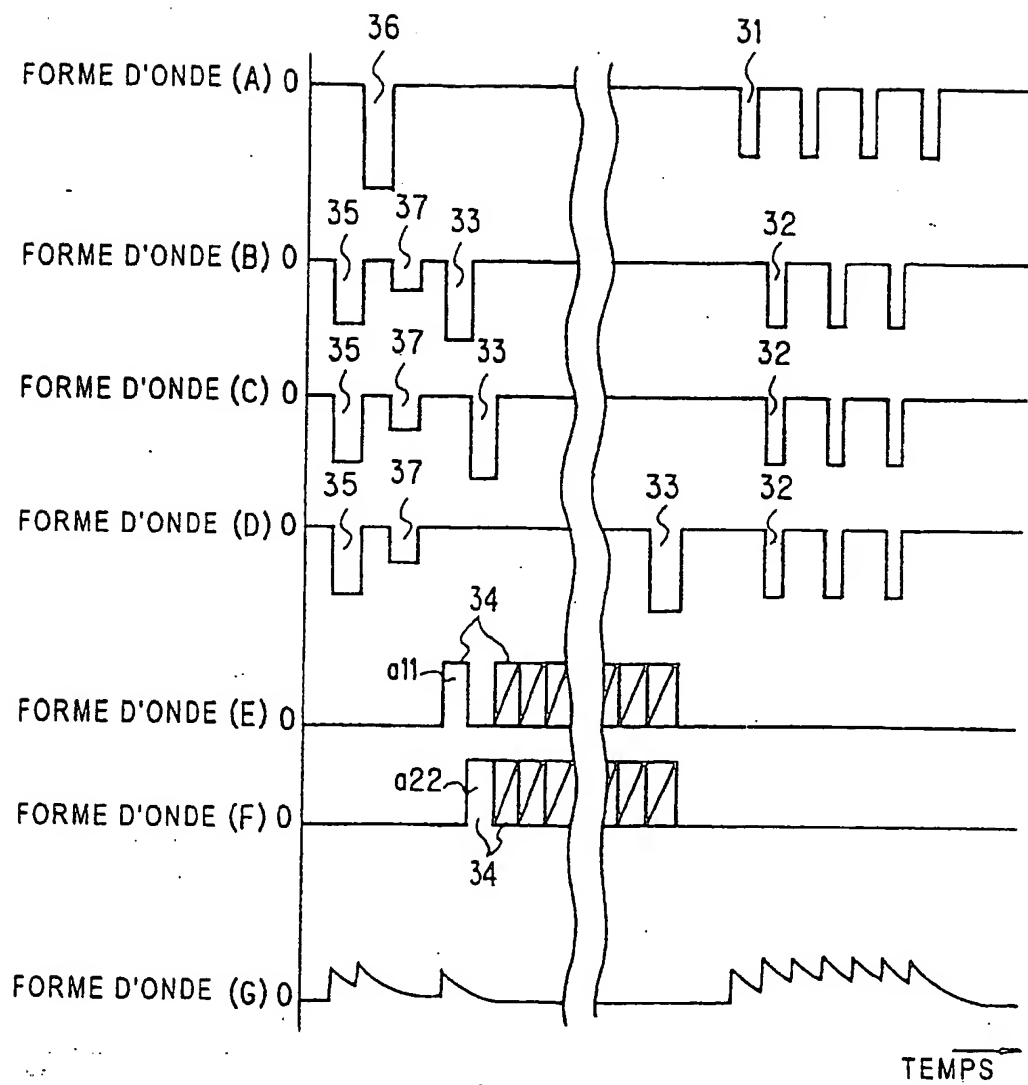 36
31
FORME D'ONDE (A) 0
35
37
33
32
FORME D'ONDE (B) 0
35
37
33
32
FORME D'ONDE (C) 0
35
37
33
32
FORME D'ONDE (D) 0
34
a11
FORME D'ONDE (E) 0
a22
FORME D'ONDE (F) 0
34
FORME D'ONDE (G) 0
TEMPS